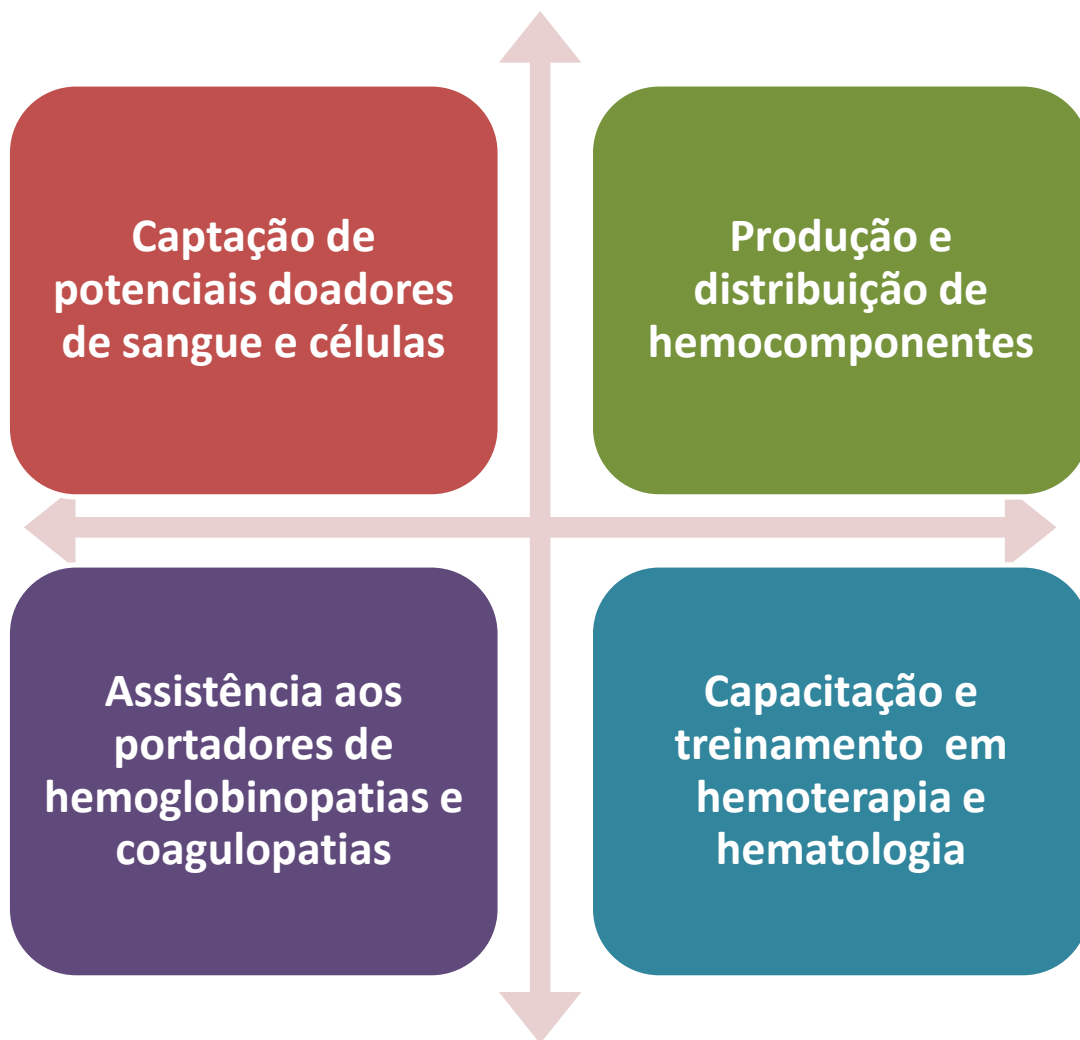 Captação de
potenciais doadores
de sangue e células
Produção e
distribuição de
hemocomponentes
Assistência aos
portadores de
hemoglobinopatias e
coagulopatias
Capacitação e
treinamento  em
hemoterapia e
hematologia